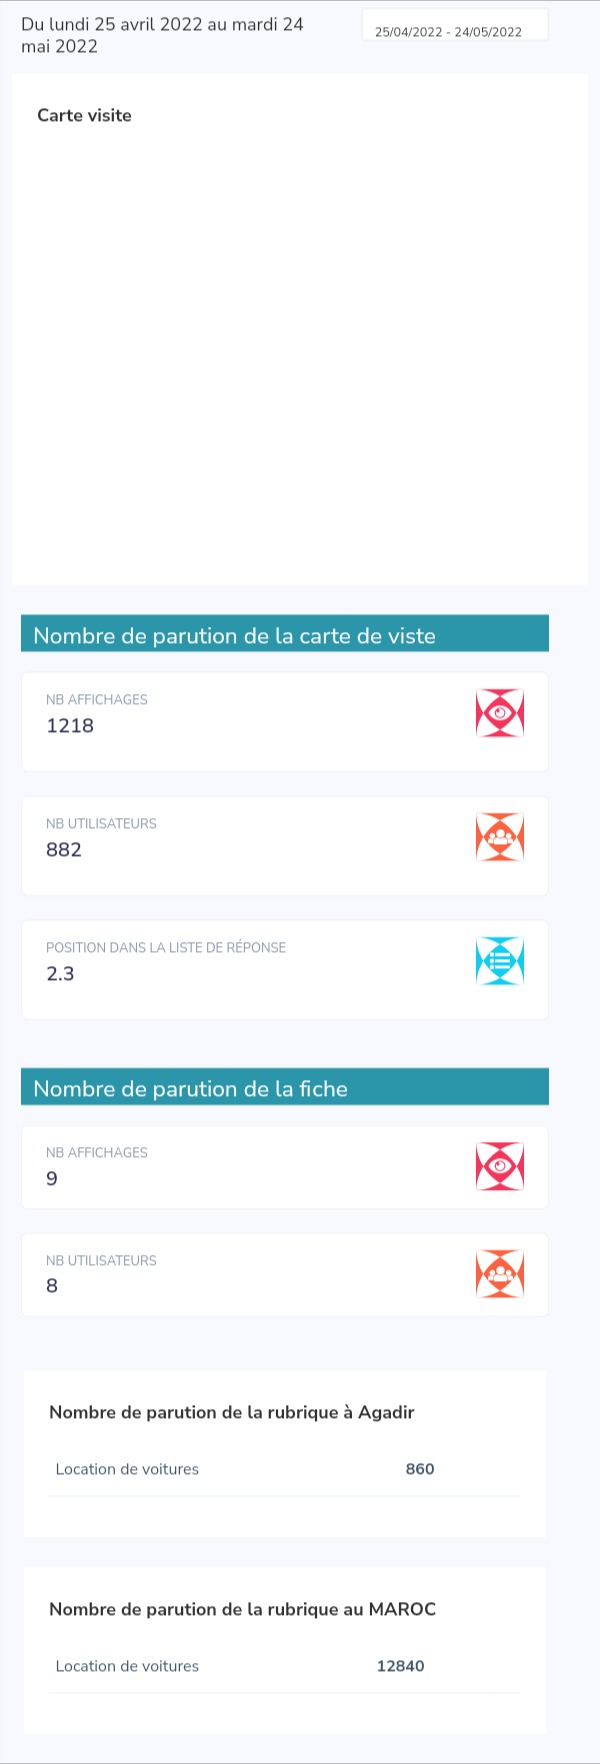 Du lundi 25 avril 2022 au mardi 24
mai 2022
25/04/2022 - 24/05/2022
Carte visite
Nombre de parution de la carte de viste
NB AFFICHAGES
1218
NB UTILISATEURS
882
POSITION DANS LA LISTE DE RÉPONSE
2.3
Nombre de parution de la fiche
NB AFFICHAGES
9
NB UTILISATEURS
8
Nombre de parution de la rubrique à Agadir
Location de voitures 860
Nombre de parution de la rubrique au MAROC
Location de voitures 12840